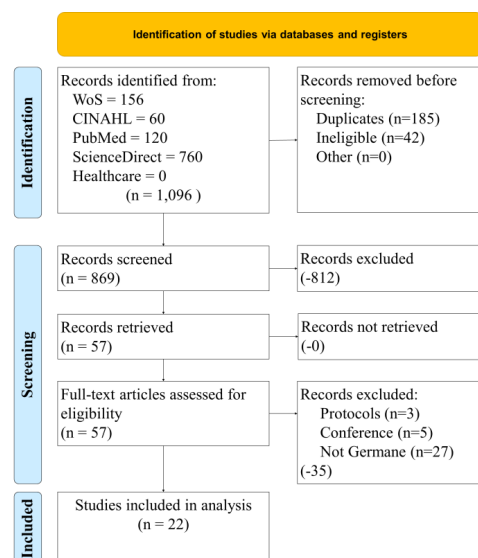 Identification of studies via databases and registers
Identification
Records identified from:
WoS = 156
CINAHL = 60
PubMed = 120
ScienceDirect = 760
Healthcare = 0
(n = 1,096 )
Records removed before
screening:
Duplicates (n=185)
Ineligible (n=42)
Other (n=0)
Screening
Records screened
(n = 869)
Records excluded
(-812)
Records retrieved
(n = 57)
Records not retrieved
(-0)
Full-text articles assessed for
eligibility
(n = 57)
Records excluded:
Protocols (n=3)
Conference (n=5)
Not Germane (n=27)
(-35)
Included
Studies included in analysis
(n = 22)